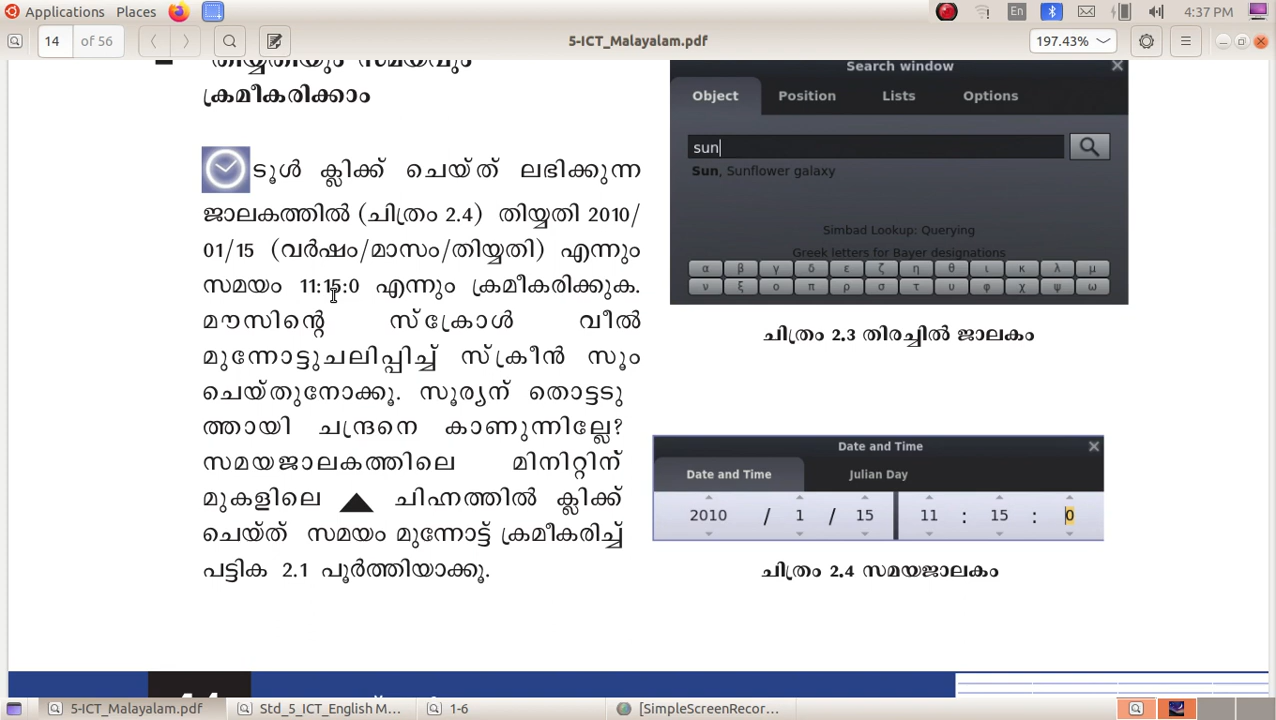 Applications Places En 4:37 PM
14 of 56 5-ICT_Malayalam.pdf 197.43%
തിയ്യതിയും സമയവും
ക്രമീകരിക്കാം
ടൂൾ ക്ലിക്ക് ചെയ്ത് ലഭിക്കുന്ന
ജാലകത്തിൽ (ചിത്രം 2.4) തിയ്യതി 2010/
01/15 (വർഷം/മാസം/തിയ്യതി) എന്നും
സമയം 11:15:0 എന്നും ക്രമീകരിക്കുക.
മൗസിന്റെ സ്ക്രോൾ വീൽ
മുന്നോട്ടുചലിപ്പിച്ച് സ്ക്രീൻ സൂം
ചെയ്തുനോക്കൂ. സൂര്യന് തൊട്ടടു
ത്തായി ചന്ദ്രനെ കാണുന്നില്ലേ?
സമയജാലകത്തിലെ മിനിറ്റിന്
മുകളിലെ ▲ ചിഹ്നത്തിൽ ക്ലിക്ക്
ചെയ്ത് സമയം മുന്നോട്ട് ക്രമീകരിച്ച്
പട്ടിക 2.1 പൂർത്തിയാക്കൂ.
Search window
Object Position Lists Options
sun
Sun, Sunflower galaxy
Simbad Lookup: Querying
Greek letters for Bayer designations
α β γ δ ε ζ η θ ι κ λ μ
ν ξ ο π ρ σ τ υ φ χ ψ ω
ചിത്രം 2.3 തിരച്ചിൽ ജാലകം
Date and Time
Date and Time Julian Day
2010 / 1 / 15 11 : 15 : 0
ചിത്രം 2.4 സമയജാലകം
5-ICT_Malayalam.pdf Std_5_ICT_English M... 1-6 [SimpleScreenRecor...